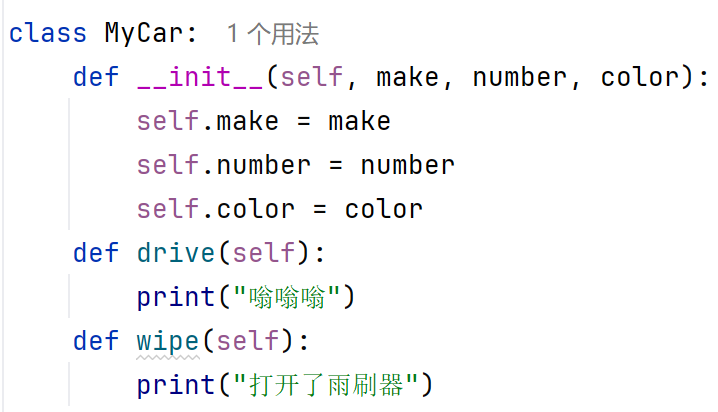 class MyCar:  1 个用法
    def __init__(self, make, number, color):
        self.make = make
        self.number = number
        self.color = color
    def drive(self):
        print("嗡嗡嗡")
    def wipe(self):
        print("打开了雨刷器")